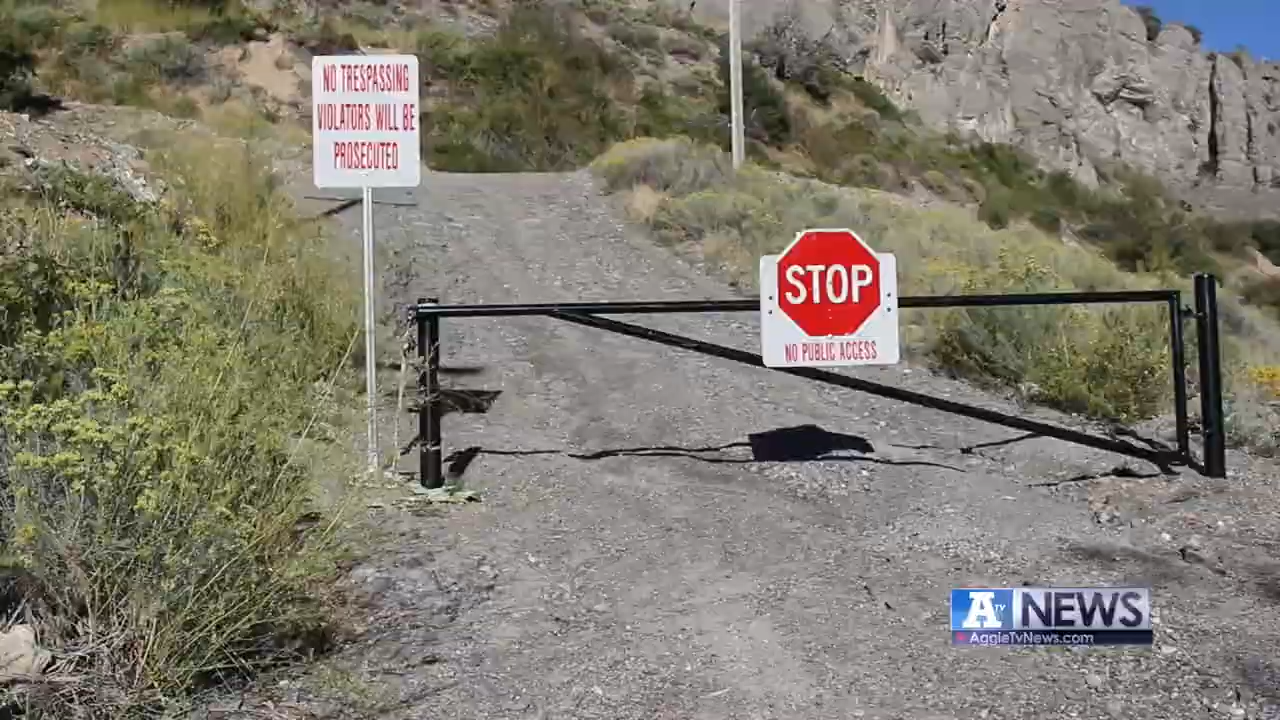 NO TRESPASSING
VIOLATORS WILL BE
PROSECUTED
STOP
NO PUBLIC ACCESS
A TV NEWS
AggieTVNews.com